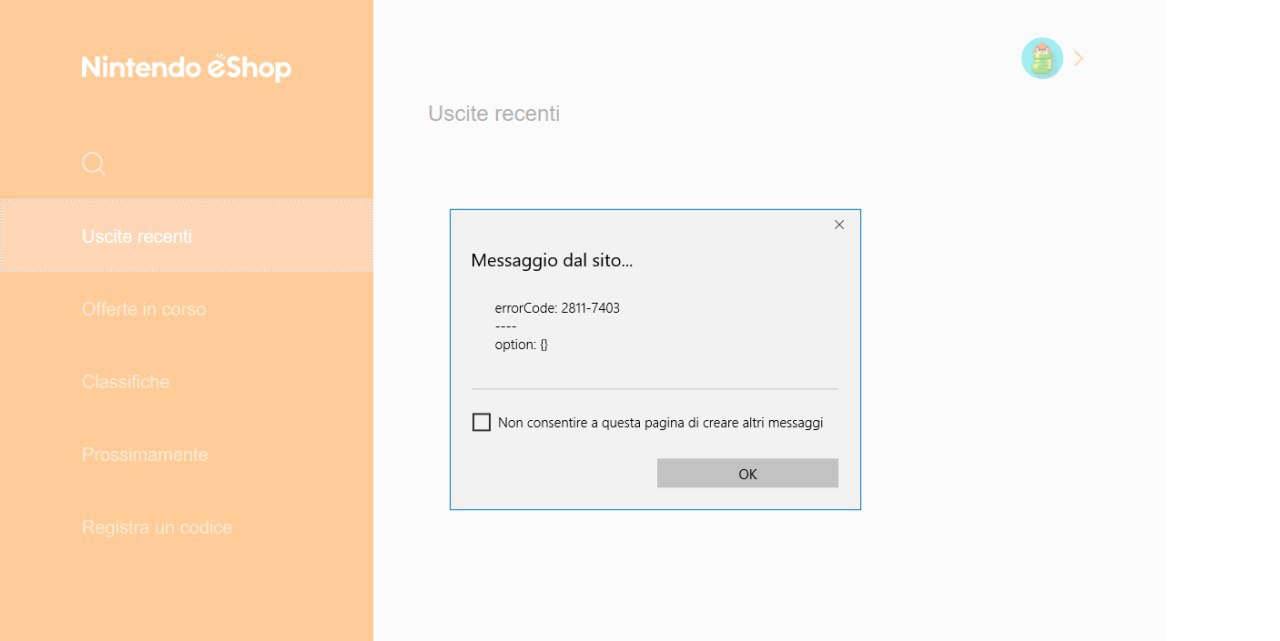 Nintendo eShop
Uscite recenti
Offerte in corso
Classifiche
Prossimamente
Registra un codice
Uscite recenti
Messaggio dal sito...
errorCode: 2811-7403
----
option: {}
Non consentire a questa pagina di creare altri messaggi
OK